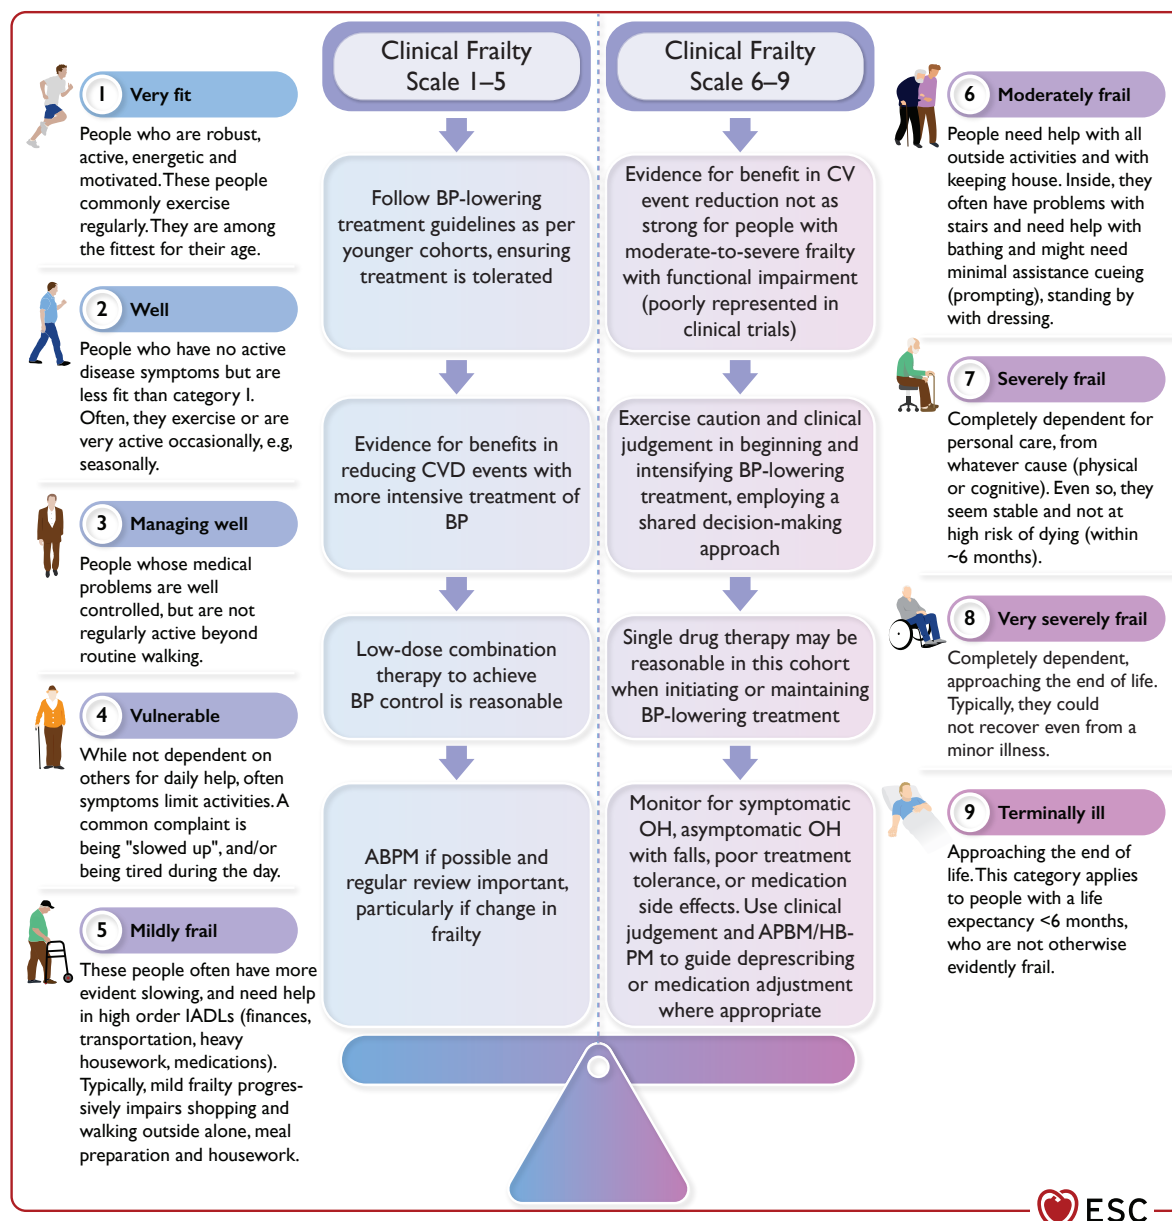 Clinical Frailty
Scale 1–5
Clinical Frailty
Scale 6–9
1 Very fit
People who are robust,
active, energetic and
motivated. These people
commonly exercise
regularly. They are among
the fittest for their age.
2 Well
People who have no active
disease symptoms but are
less fit than category 1.
Often, they exercise or are
very active occasionally, e.g,
seasonally.
3 Managing well
People whose medical
problems are well
controlled, but are not
regularly active beyond
routine walking.
4 Vulnerable
While not dependent on
others for daily help, often
symptoms limit activities. A
common complaint is
being "slowed up", and/or
being tired during the day.
5 Mildly frail
These people often have more
evident slowing, and need help
in high order IADLs (finances,
transportation, heavy
housework, medications).
Typically, mild frailty progres-
sively impairs shopping and
walking outside alone, meal
preparation and housework.
Follow BP-lowering
treatment guidelines as per
younger cohorts, ensuring
treatment is tolerated
Evidence for benefits in
reducing CVD events with
more intensive treatment of
BP
Low-dose combination
therapy to achieve
BP control is reasonable
ABPM if possible and
regular review important,
particularly if change in
frailty
Evidence for benefit in CV
event reduction not as
strong for people with
moderate-to-severe frailty
with functional impairment
(poorly represented in
clinical trials)
Exercise caution and clinical
judgement in beginning and
intensifying BP-lowering
treatment, employing a
shared decision-making
approach
Single drug therapy may be
reasonable in this cohort
when initiating or maintaining
BP-lowering treatment
Monitor for symptomatic
OH, asymptomatic OH
with falls, poor treatment
tolerance, or medication
side effects. Use clinical
judgement and APBM/HB-
PM to guide deprescribing
or medication adjustment
where appropriate
6 Moderately frail
People need help with all
outside activities and with
keeping house. Inside, they
often have problems with
stairs and need help with
bathing and might need
minimal assistance cueing
(prompting), standing by
with dressing.
7 Severely frail
Completely dependent for
personal care, from
whatever cause (physical
or cognitive). Even so, they
seem stable and not at
high risk of dying (within
~6 months).
8 Very severely frail
Completely dependent,
approaching the end of life.
Typically, they could
not recover even from a
minor illness.
9 Terminally ill
Approaching the end of
life. This category applies
to people with a life
expectancy <6 months,
who are not otherwise
evidently frail.
ESC